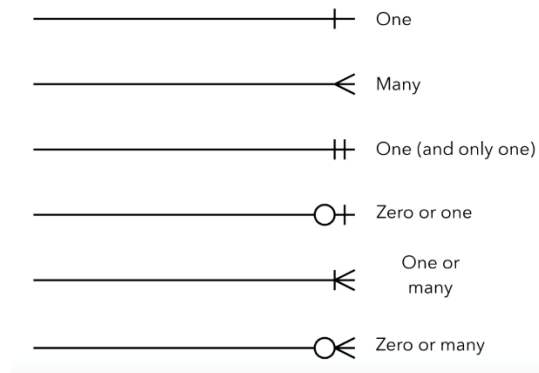 One
Many
One (and only one)
Zero or one
One or
many
Zero or many